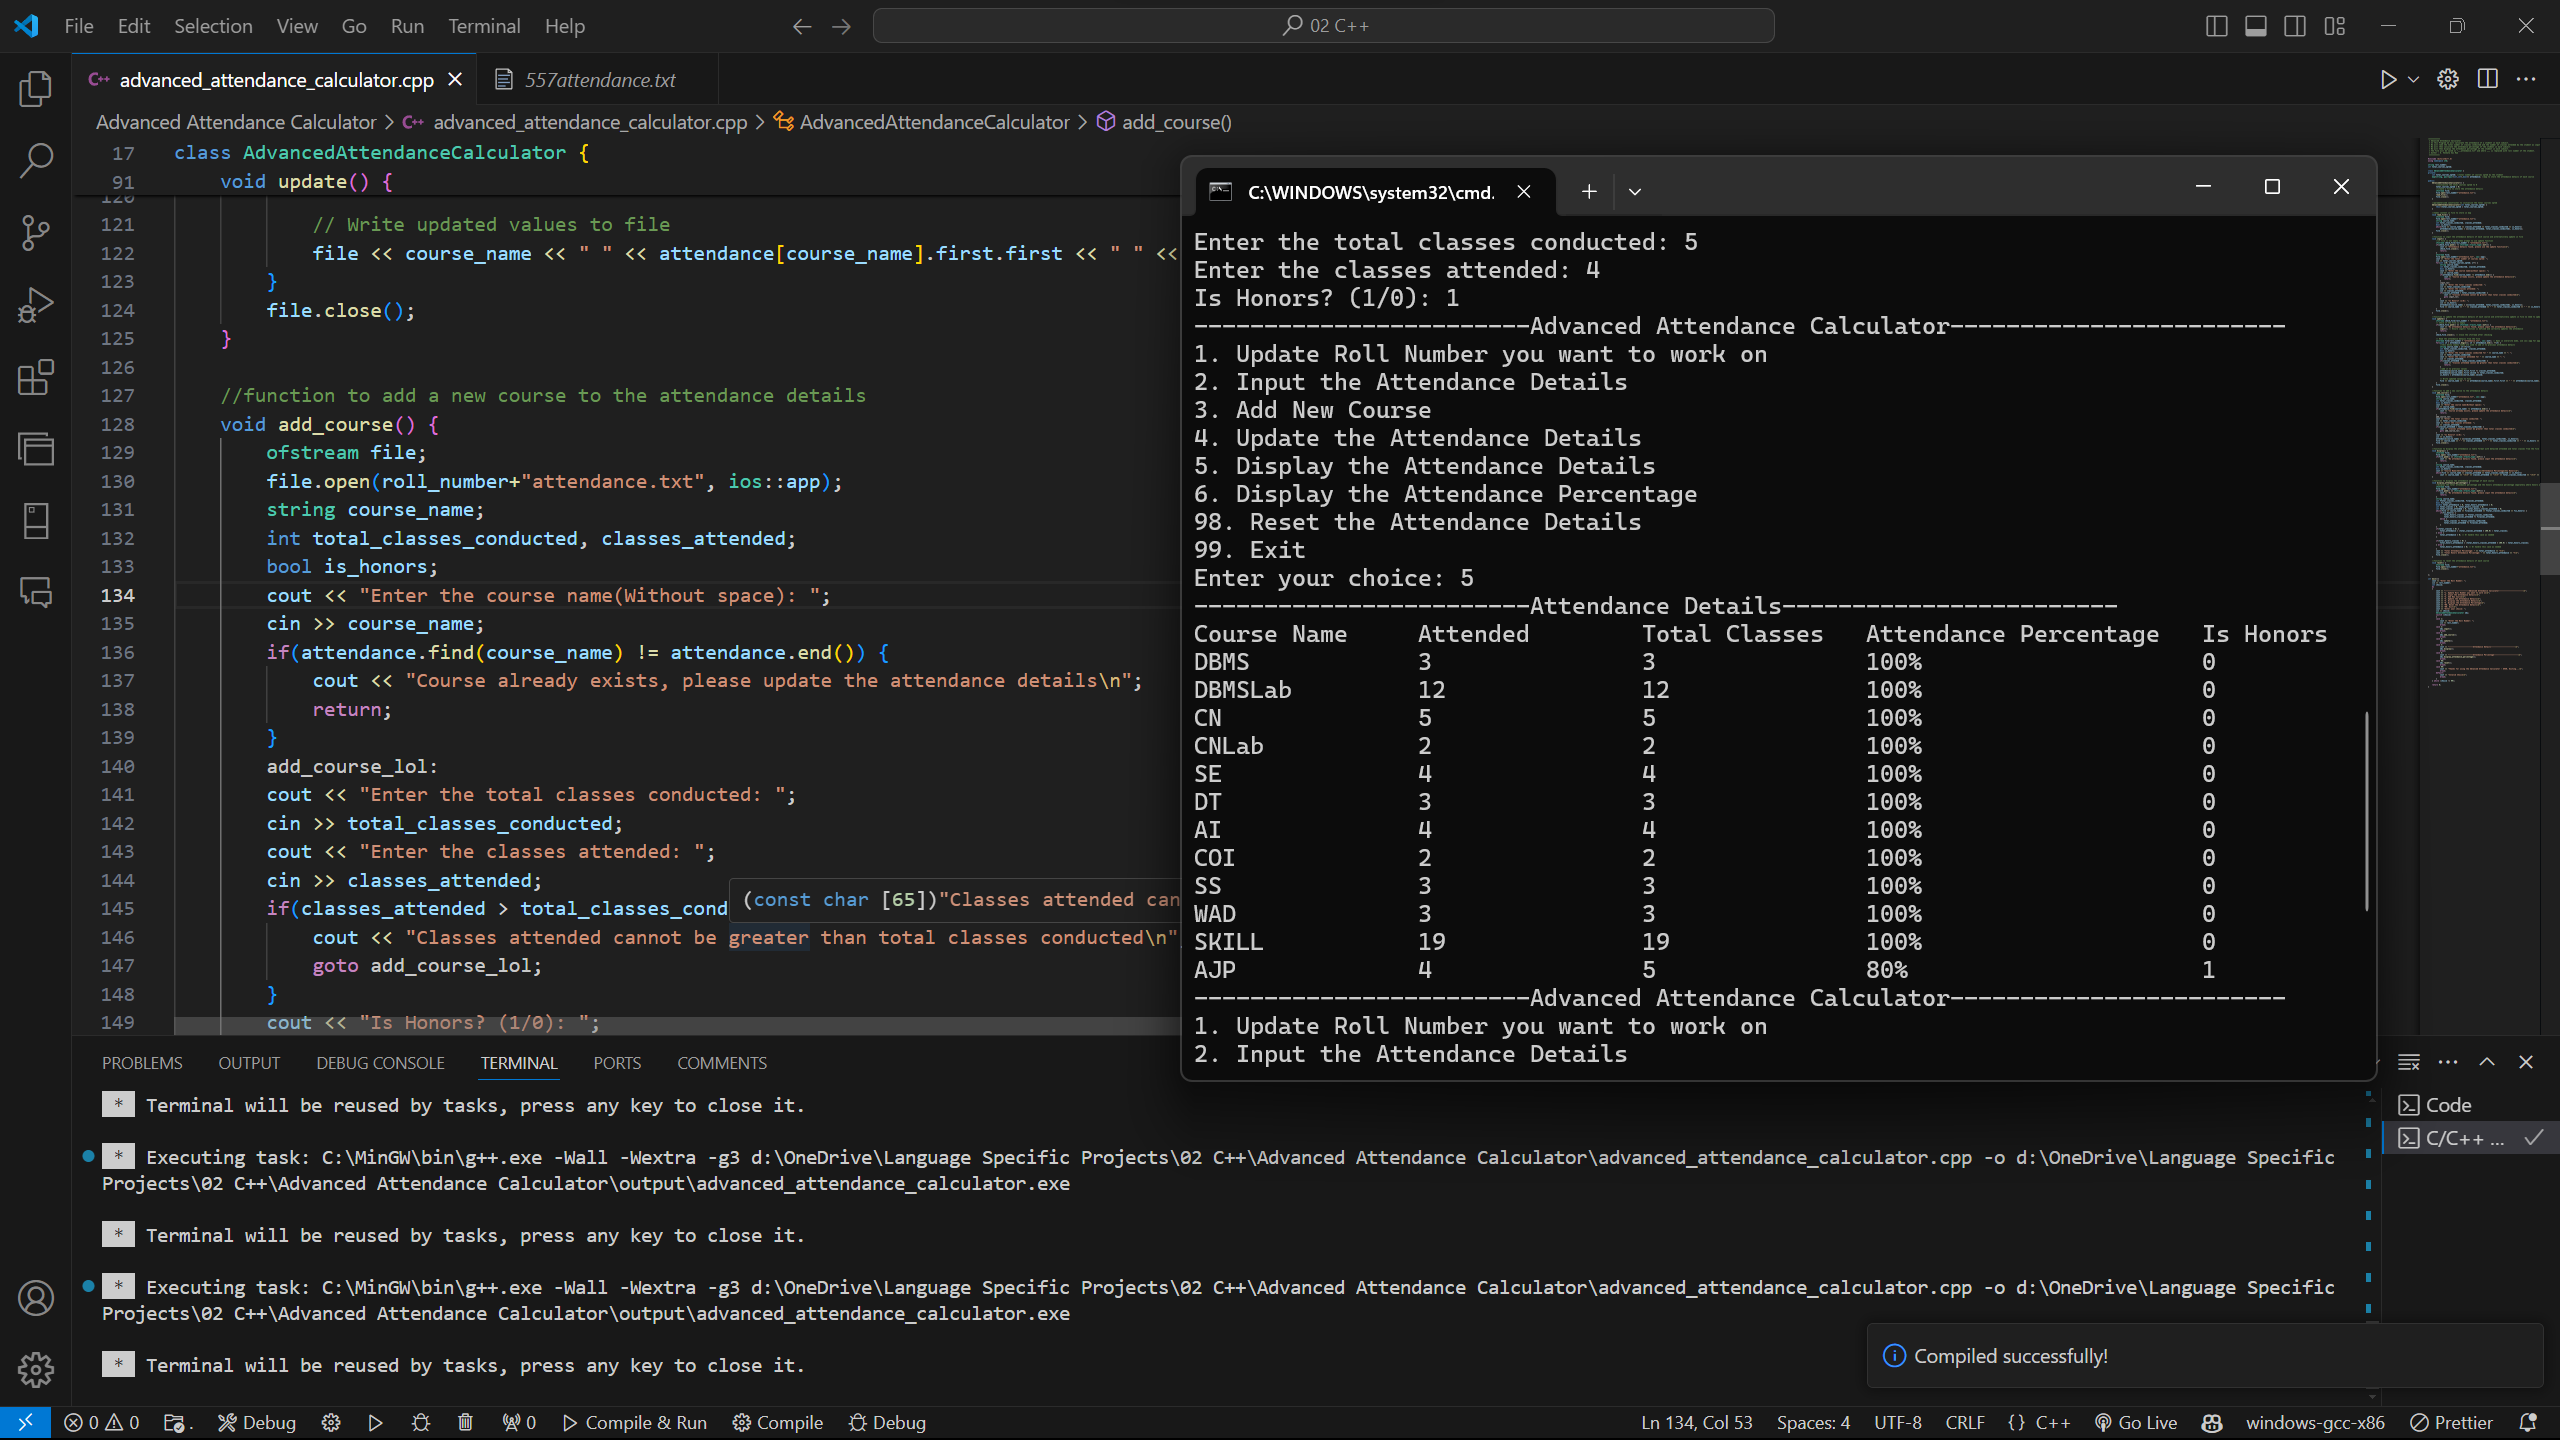 File Edit Selection View Go Run Terminal Help
02 C++
advanced_attendance_calculator.cpp
557attendance.txt
Advanced Attendance Calculator > advanced_attendance_calculator.cpp > AdvancedAttendanceCalculator > add_course()
17 class AdvancedAttendanceCalculator {
91 void update() {
120
121 // Write updated values to file
122 file << course_name << " " << attendance[course_name].first.first << " " <<
123 }
124 file.close();
125 }
126
127 //function to add a new course to the attendance details
128 void add_course() {
129 ofstream file;
130 file.open(roll_number+"attendance.txt", ios::app);
131 string course_name;
132 int total_classes_conducted, classes_attended;
133 bool is_honors;
134 cout << "Enter the course name(Without space): ";
135 cin >> course_name;
136 if(attendance.find(course_name) != attendance.end()) {
137 cout << "Course already exists, please update the attendance details\n";
138 return;
139 }
140 add_course_lol:
141 cout << "Enter the total classes conducted: ";
142 cin >> total_classes_conducted;
143 cout << "Enter the classes attended: ";
144 cin >> classes_attended;
145 if(classes_attended > total_classes_cond
(const char [65])"Classes attended can
146 cout << "Classes attended cannot be greater than total classes conducted\n"
147 goto add_course_lol;
148 }
149 cout << "Is Honors? (1/0): ";
C:\WINDOWS\system32\cmd.
Enter the total classes conducted: 5
Enter the classes attended: 4
Is Honors? (1/0): 1
------------------------Advanced Attendance Calculator------------------------
1. Update Roll Number you want to work on
2. Input the Attendance Details
3. Add New Course
4. Update the Attendance Details
5. Display the Attendance Details
6. Display the Attendance Percentage
98. Reset the Attendance Details
99. Exit
Enter your choice: 5
------------------------Attendance Details------------------------
Course Name Attended Total Classes Attendance Percentage Is Honors
DBMS 3 3 100% 0
DBMSLab 12 12 100% 0
CN 5 5 100% 0
CNLab 2 2 100% 0
SE 4 4 100% 0
DT 3 3 100% 0
AI 4 4 100% 0
COI 2 2 100% 0
SS 3 3 100% 0
WAD 3 3 100% 0
SKILL 19 19 100% 0
AJP 4 5 80% 1
------------------------Advanced Attendance Calculator------------------------
1. Update Roll Number you want to work on
2. Input the Attendance Details
PROBLEMS OUTPUT DEBUG CONSOLE TERMINAL PORTS COMMENTS
* Terminal will be reused by tasks, press any key to close it.
* Executing task: C:\MinGW\bin\g++.exe -Wall -Wextra -g3 d:\OneDrive\Language Specific Projects\02 C++\Advanced Attendance Calculator\advanced_attendance_calculator.cpp -o d:\OneDrive\Language Specific
Projects\02 C++\Advanced Attendance Calculator\output\advanced_attendance_calculator.exe
* Terminal will be reused by tasks, press any key to close it.
* Executing task: C:\MinGW\bin\g++.exe -Wall -Wextra -g3 d:\OneDrive\Language Specific Projects\02 C++\Advanced Attendance Calculator\advanced_attendance_calculator.cpp -o d:\OneDrive\Language Specific
Projects\02 C++\Advanced Attendance Calculator\output\advanced_attendance_calculator.exe
* Terminal will be reused by tasks, press any key to close it.
Code
C/C++ ...
Compiled successfully!
0 0 . Debug 0 Compile & Run Compile Debug
Ln 134, Col 53 Spaces: 4 UTF-8 CRLF {} C++ Go Live windows-gcc-x86 Prettier